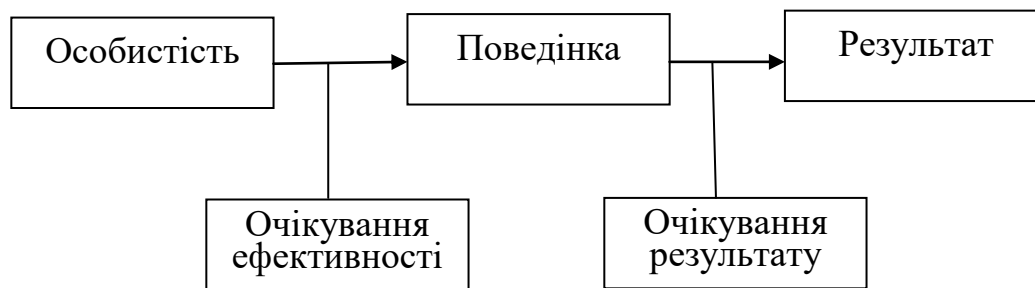 Особистість
Поведінка
Результат
Очікування
ефективності
Очікування
результату